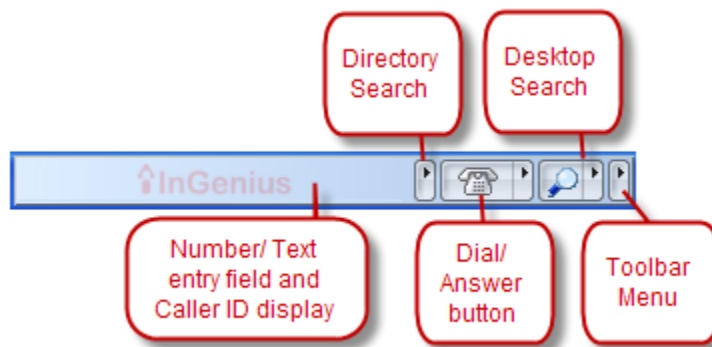 Directory
Search
Desktop
Search
InGenius
Number/ Text
entry field and
Caller ID display
Dial/
Answer
button
Toolbar
Menu